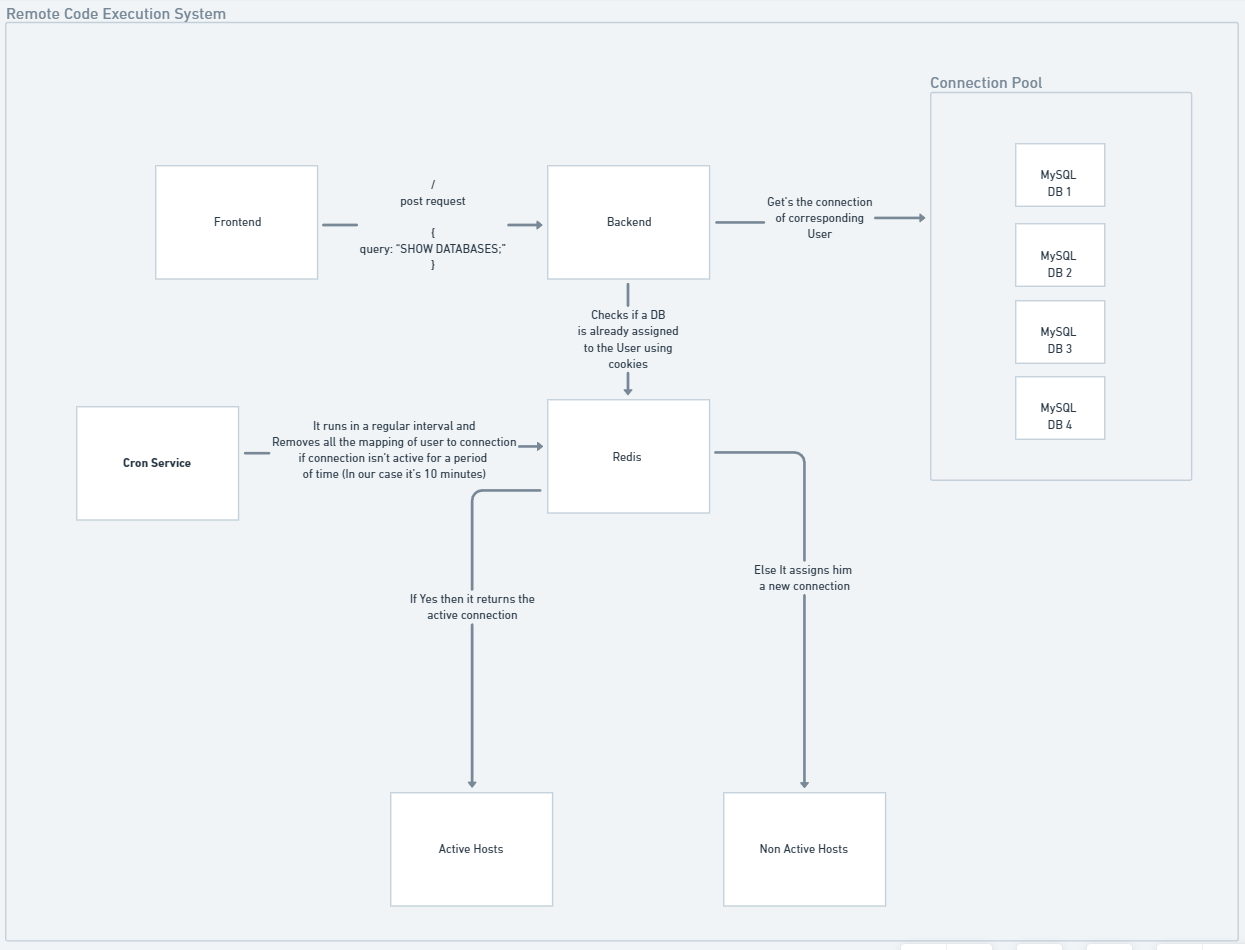 Remote Code Execution System
Connection Pool
MySQL
DB 1
MySQL
DB 2
MySQL
DB 3
MySQL
DB 4
Frontend
/
post request
{
query: "SHOW DATABASES;"
}
Backend
Get's the connection
of corresponding
User
Checks if a DB
is already assigned
to the User using
cookies
Cron Service
It runs in a regular interval and
Removes all the mapping of user to connection
if connection isn't active for a period
of time (In our case it's 10 minutes)
Redis
If Yes then it returns the
active connection
Else It assigns him
a new connection
Active Hosts
Non Active Hosts